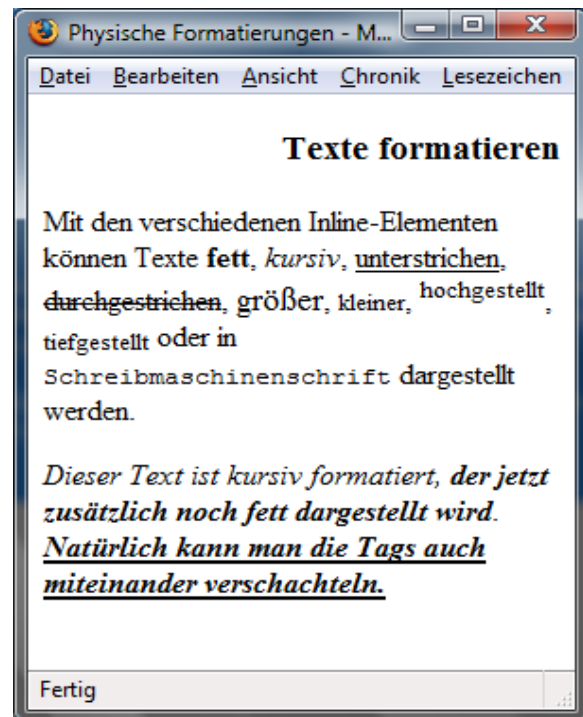 Physische Formatierungen - M...
Datei Bearbeiten Ansicht Chronik Lesezeichen
Texte formatieren
Mit den verschiedenen Inline-Elementen
können Texte fett, kursiv, unterstrichen,
durchgestrichen, größer, kleiner, hochgestellt,
tiefgestellt oder in
Schreibmaschinenschrift dargestellt
werden.
Dieser Text ist kursiv formatiert, der jetzt
zusätzlich noch fett dargestellt wird.
Natürlich kann man die Tags auch
miteinander verschachteln.
Fertig